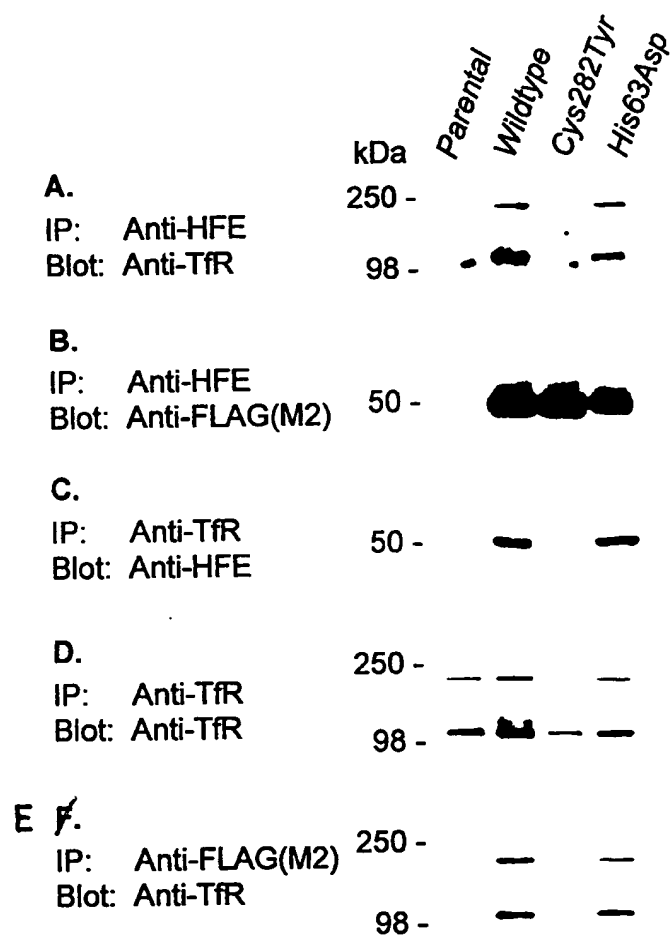 Parental Wildtype Cys282Tyr His63Asp
kDa
A.
250 -
IP: Anti-HFE
Blot: Anti-TfR
98 -
B.
IP: Anti-HFE
50 -
Blot: Anti-FLAG(M2)
C.
IP: Anti-TfR
50 -
Blot: Anti-HFE
D.
250 -
IP: Anti-TfR
Blot: Anti-TfR
98 -
E F.
250 -
IP: Anti-FLAG(M2)
Blot: Anti-TfR
98 -